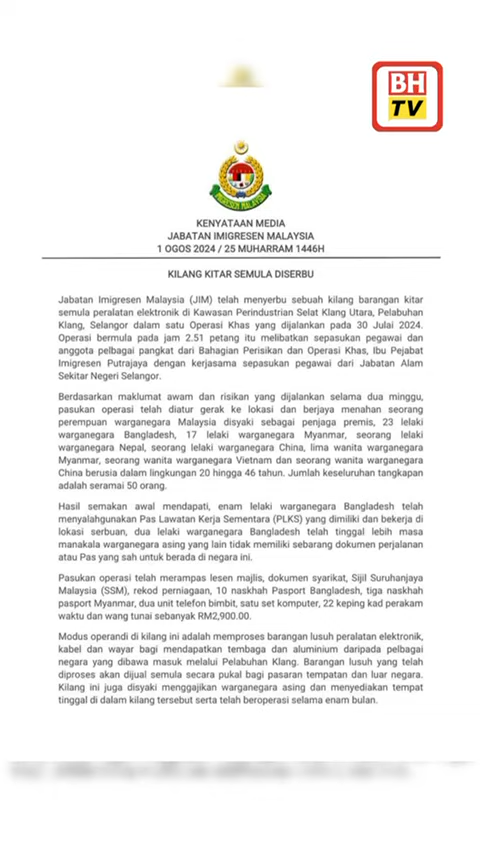 BH
TV
IMIGRESEN MALAYSIA
KENYATAAN MEDIA
JABATAN IMIGRESEN MALAYSIA
1 OGOS 2024 / 25 MUHARRAM 1446H
KILANG KITAR SEMULA DISERBU
Jabatan Imigresen Malaysia (JIM) telah menyerbu sebuah kilang barangan kitar
semula peralatan elektronik di Kawasan Perindustrian Selat Klang Utara, Pelabuhan
Klang, Selangor dalam satu Operasi Khas yang dijalankan pada 30 Julai 2024.
Operasi bermula pada jam 2.51 petang itu melibatkan sepasukan pegawai dan
anggota pelbagai pangkat dari Bahagian Perisikan dan Operasi Khas, Ibu Pejabat
Imigresen Putrajaya dengan kerjasama sepasukan pegawai dari Jabatan Alam
Sekitar Negeri Selangor.
Berdasarkan maklumat awam dan risikan yang dijalankan selama dua minggu,
pasukan operasi telah diatur gerak ke lokasi dan berjaya menahan seorang
perempuan warganegara Malaysia disyaki sebagai penjaga premis, 23 lelaki
warganegara Bangladesh, 17 lelaki warganegara Myanmar, seorang lelaki
warganegara Nepal, seorang lelaki warganegara China, lima wanita warganegara
Myanmar, seorang wanita warganegara Vietnam dan seorang wanita warganegara
China berusia dalam lingkungan 20 hingga 46 tahun. Jumlah keseluruhan tangkapan
adalah seramai 50 orang.
Hasil semakan awal mendapati, enam lelaki warganegara Bangladesh telah
menyalahgunakan Pas Lawatan Kerja Sementara (PLKS) yang dimiliki dan bekerja di
lokasi serbuan, dua lelaki warganegara Bangladesh telah tinggal lebih masa
manakala warganegara asing yang lain tidak memiliki sebarang dokumen perjalanan
atau Pas yang sah untuk berada di negara ini.
Pasukan operasi telah merampas lesen majlis, dokumen syarikat, Sijil Suruhanjaya
Malaysia (SSM), rekod perniagaan, 10 naskhah Pasport Bangladesh, tiga naskhah
pasport Myanmar, dua unit telefon bimbit, satu set komputer, 22 keping kad perakam
waktu dan wang tunai sebanyak RM2,900.00.
Modus operandi di kilang ini adalah memproses barangan lusuh peralatan elektronik,
kabel dan wayar bagi mendapatkan tembaga dan aluminium daripada pelbagai
negara yang dibawa masuk melalui Pelabuhan Klang. Barangan lusuh yang telah
diproses akan dijual semula secara pukal bagi pasaran tempatan dan luar negara.
Kilang ini juga disyaki menggajikan warganegara asing dan menyediakan tempat
tinggal di dalam kilang tersebut serta telah beroperasi selama enam bulan.